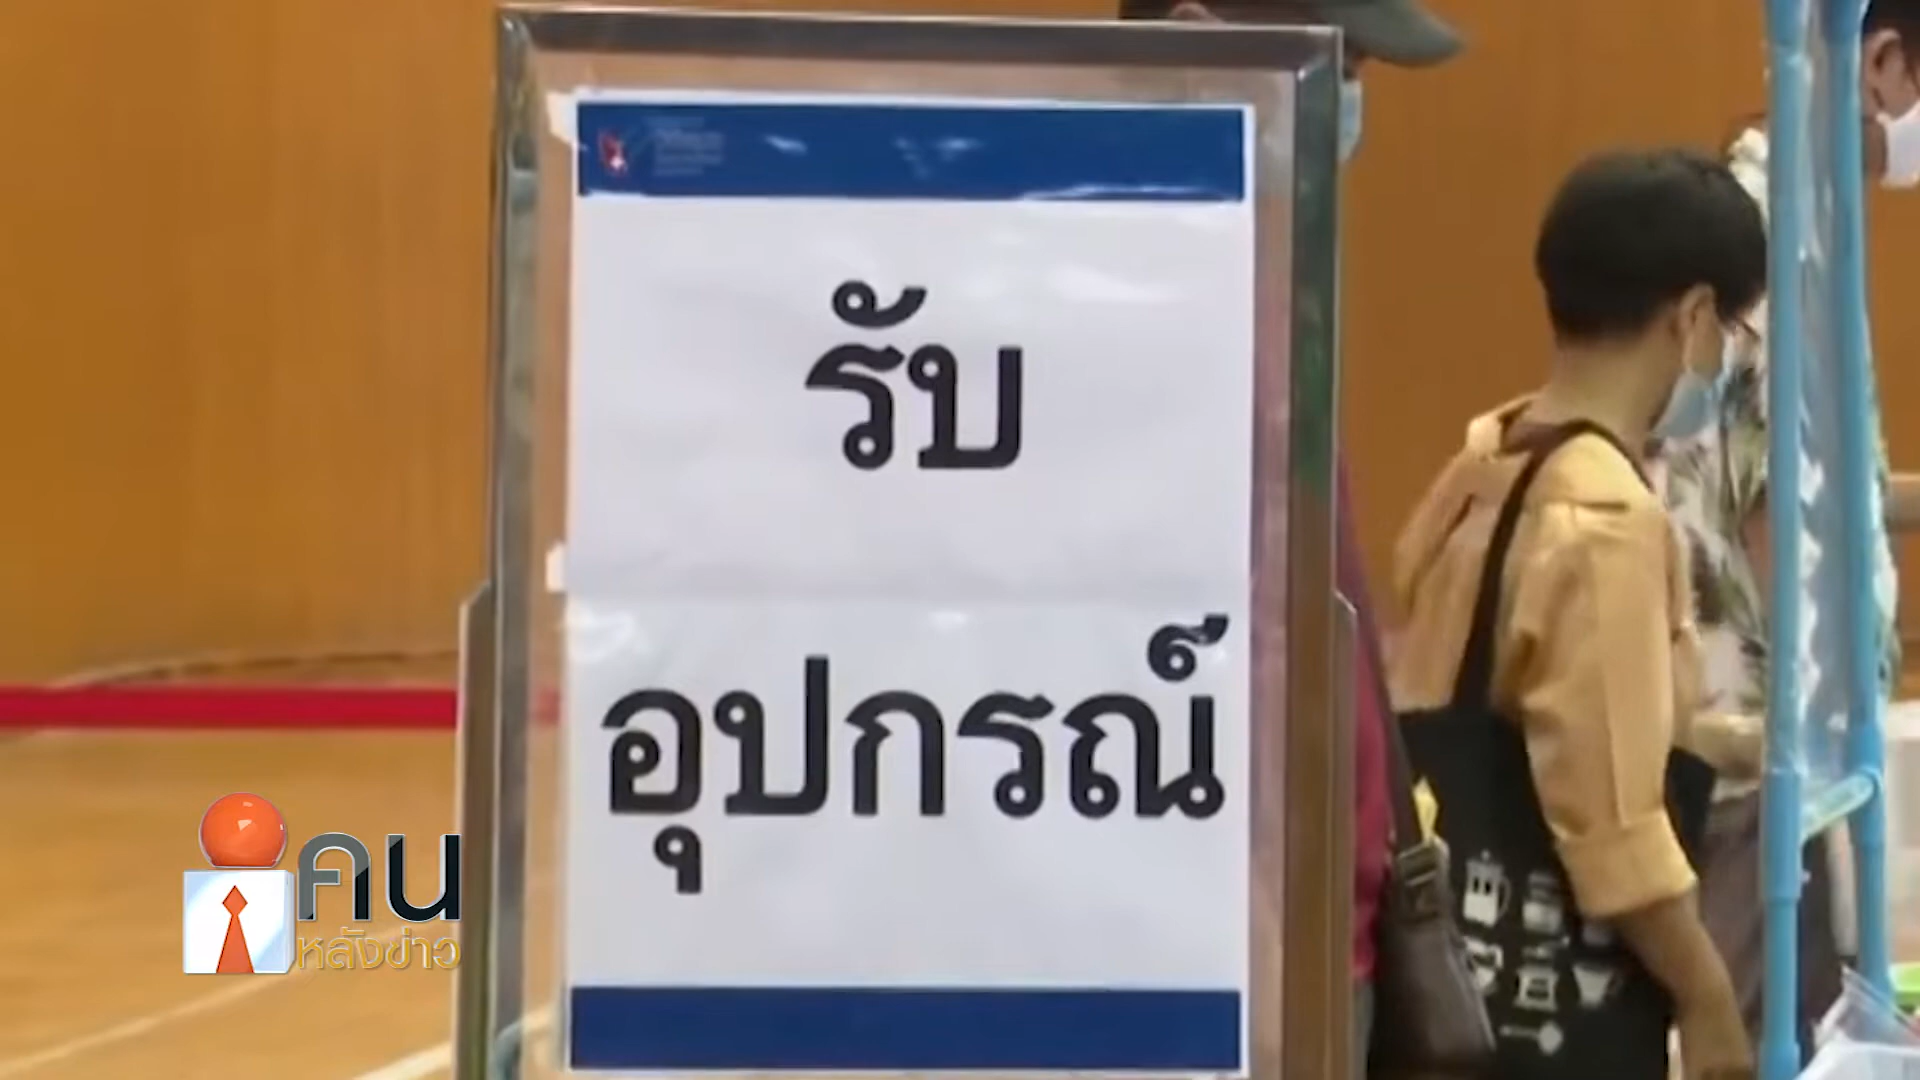 รับ
อุปกรณ์
คน
หลังข่าว